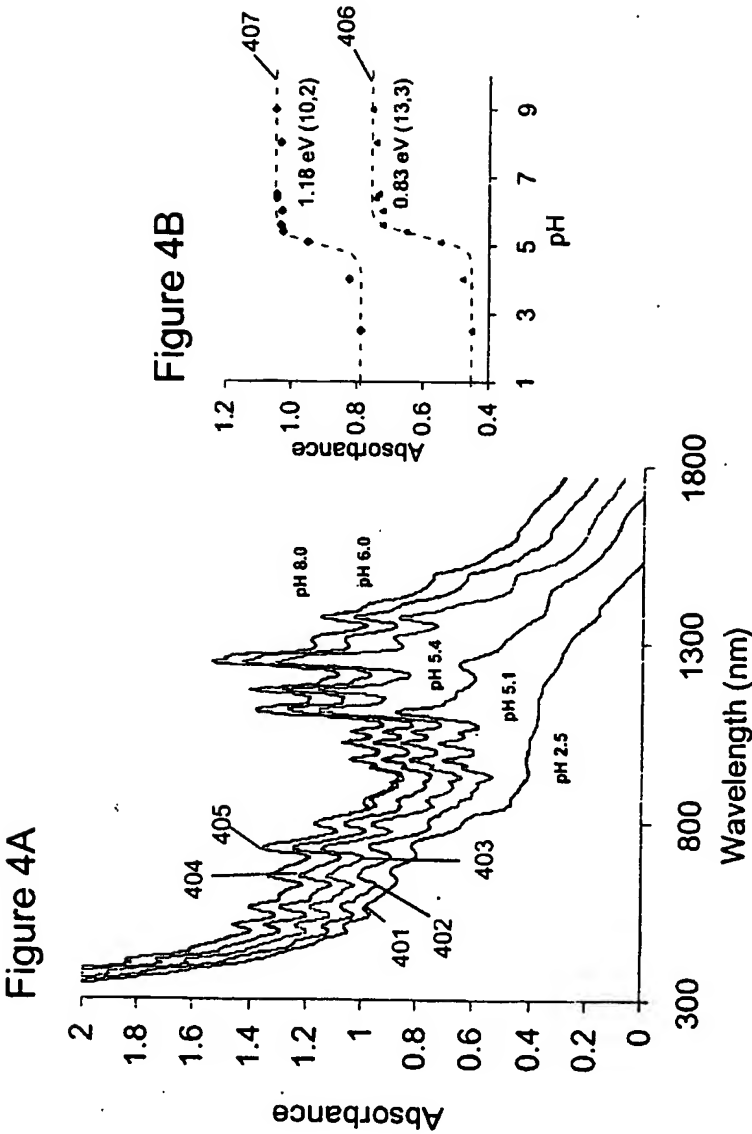 Figure 4A
Absorbance
2
1.8
1.6
1.4
1.2
1
0.8
0.6
0.4
0.2
0
300
800
1300
1800
Wavelength (nm)
401
402
403
404
405
pH 8.0
pH 6.0
pH 5.4
pH 5.1
pH 2.5
Figure 4B
Absorbance
1.2
1.0
0.8
0.6
0.4
1
3
5
7
9
pH
407
1.18 eV (10,2)
406
0.83 eV (13,3)